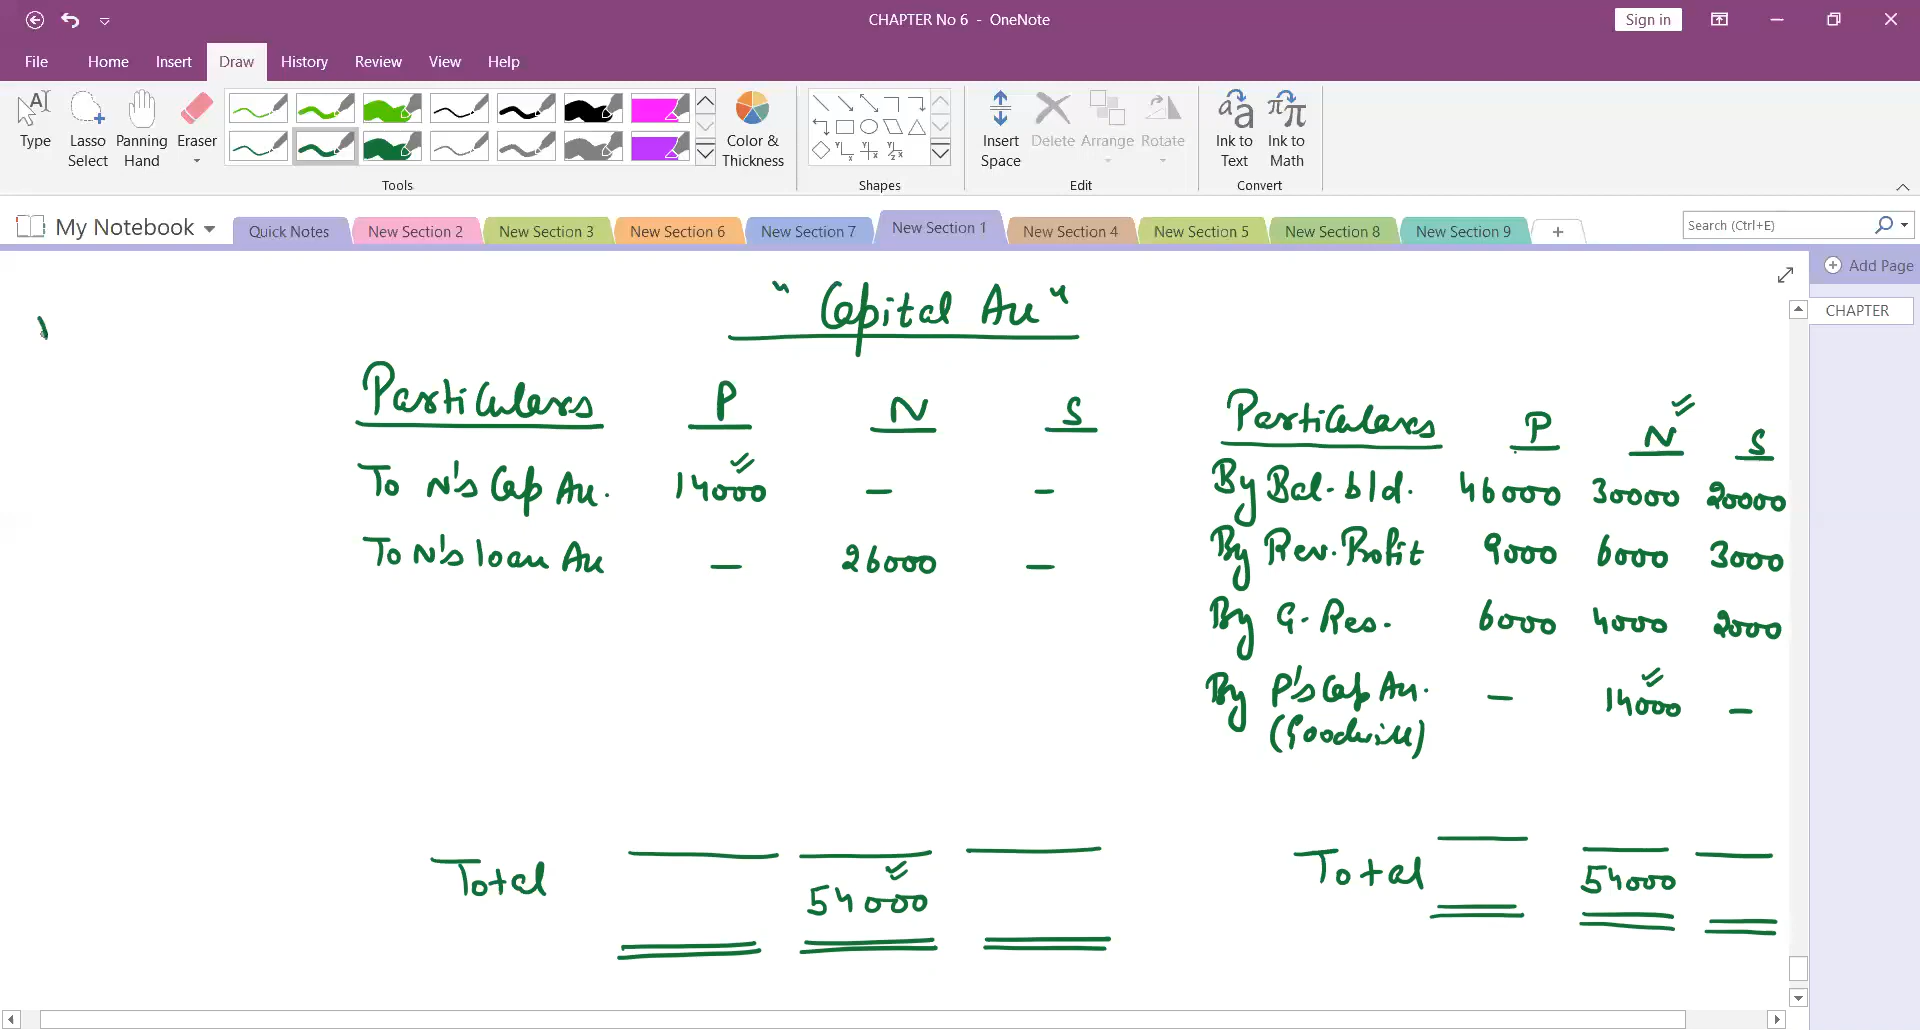 CHAPTER No 6 - OneNote
Sign in
File Home Insert Draw History Review View Help
Type
Lasso Select
Panning Hand
Eraser
Color & Thickness
Insert Space
Delete
Arrange
Rotate
Ink to Text
Ink to Math
Tools
Shapes
Edit
Convert
My Notebook
Quick Notes
New Section 2
New Section 3
New Section 6
New Section 7
New Section 1
New Section 4
New Section 5
New Section 8
New Section 9
Search (Ctrl+E)
Add Page
CHAPTER
"Capital Au"
Particulars P N S
To N's Cap Au. 14000 - -
To N's loan Au - 26000 -
Total 54000
Particulars P N S
By Bal. b/d. 46000 30000 20000
By Rev. Profit 9000 6000 3000
By G. Res. 6000 4000 2000
By P's Cap Au. - 14000 -
(Goodwill)
Total 54000